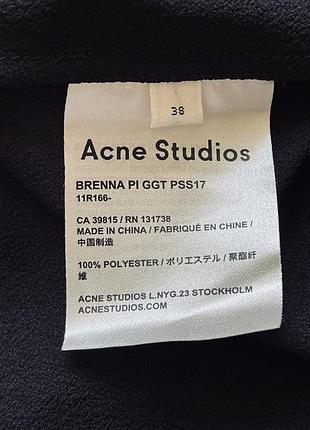 38
Acne Studios
BRENNA PI GGT PSS17
11R166-
CA 39815 / RN 131738
MADE IN CHINA / FABRIQUÉ EN CHINE /
中国制造
100% POLYESTER / ポリエステル / 聚酯纤
维
ACNE STUDIOS L.NYG.23 STOCKHOLM
ACNESTUDIOS.COM